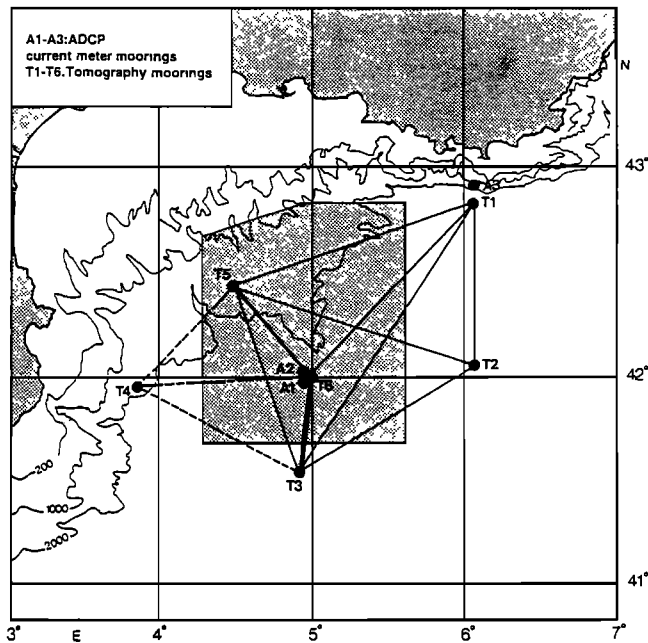 A1-A3:ADCP
current meter moorings
T1-T6.Tomography moorings
N
43°
A3
T1
T5
A2
T2
42°
T6
T4
A1
T3
200
1000
2000
41°
3° E 4° 5° 6° 7°